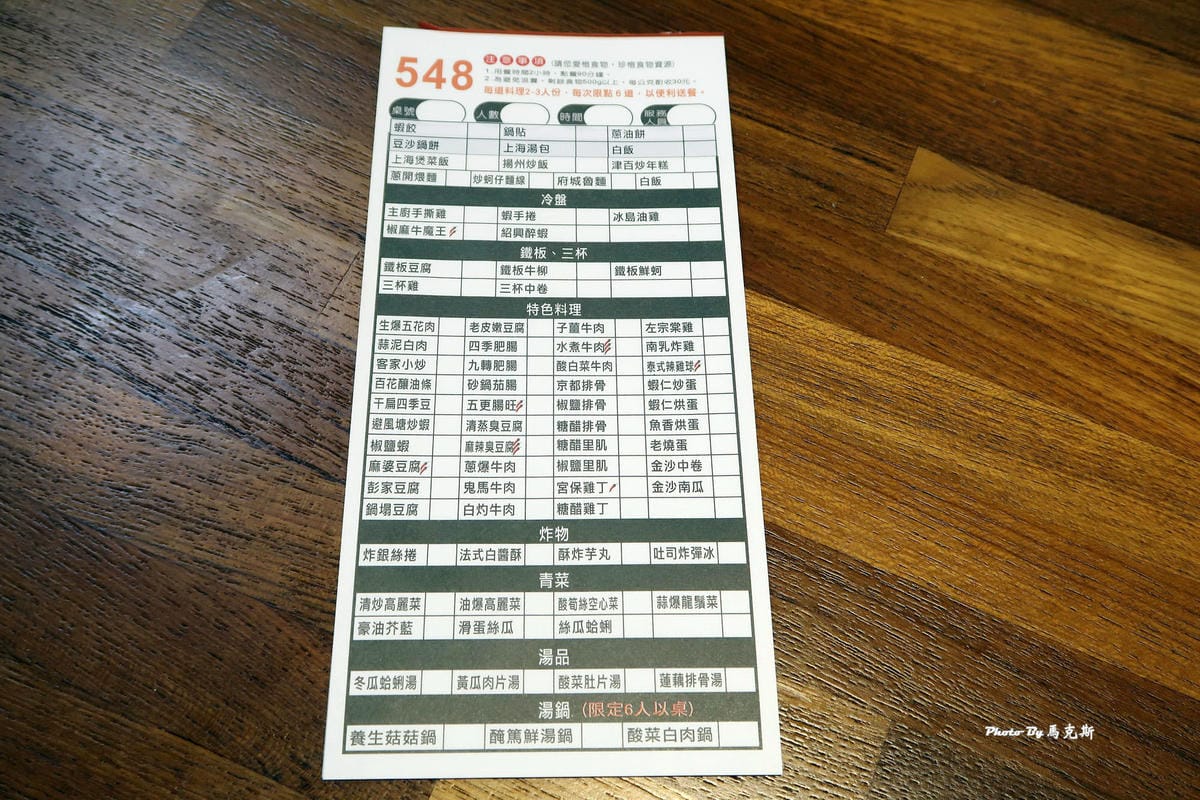 548
注意事項(請您愛惜食物,珍惜食物資源)
1.用餐時間2小時,點餐90分鐘。
2.為避免浪費,剩餘食物500g以上,每公克酌收30元。
每道料理2-3人份,每次限點6道,以便利送餐。
桌號 人數 時間 服務人員
蝦餃 鍋貼 蔥油餅
豆沙鍋餅 上海湯包 白飯
上海煲菜飯 揚州炒飯 津百炒年糕
蔥開煨麵 炒蚵仔麵線 府城魯麵 白飯
冷盤
主廚手撕雞 蝦手捲 冰島油雞
椒麻牛魔王 紹興醉蝦
鐵板、三杯
鐵板豆腐 鐵板牛柳 鐵板鮮蚵
三杯雞 三杯中卷
特色料理
生爆五花肉 老皮嫩豆腐 子薑牛肉 左宗棠雞
蒜泥白肉 四季肥腸 水煮牛肉 南乳炸雞
客家小炒 九轉肥腸 酸白菜牛肉 泰式辣雞球
百花釀油條 砂鍋茄腸 京都排骨 蝦仁炒蛋
干扁四季豆 五更腸旺 椒鹽排骨 蝦仁烘蛋
避風塘炒蝦 清蒸臭豆腐 糖醋排骨 魚香烘蛋
椒鹽蝦 麻辣臭豆腐 糖醋里肌 老燒蛋
麻婆豆腐 蔥爆牛肉 椒鹽里肌 金沙中卷
彭家豆腐 鬼馬牛肉 宮保雞丁 金沙南瓜
鍋塌豆腐 白灼牛肉 糖醋雞丁
炸物
炸銀絲捲 法式白醬酥 酥炸芋丸 吐司炸彈冰
青菜
清炒高麗菜 油爆高麗菜 酸筍絲空心菜 蒜爆龍鬚菜
豪油芥藍 滑蛋絲瓜 絲瓜蛤蜊
湯品
冬瓜蛤蜊湯 黃瓜肉片湯 酸菜肚片湯 蓮藕排骨湯
湯鍋 (限定6人以桌)
養生菇菇鍋 醃篤鮮湯鍋 酸菜白肉鍋
Photo By 馬克斯